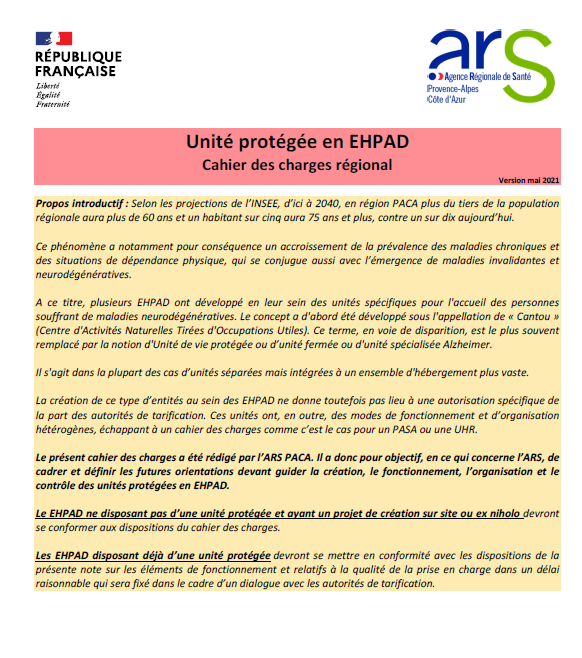 RÉPUBLIQUE
FRANÇAISE
Liberté
Égalité
Fraternité
ars
Agence Régionale de Santé
Provence-Alpes
Côte d'Azur
Unité protégée en EHPAD
Cahier des charges régional
Version mai 2021
Propos introductif : Selon les projections de l'INSEE, d'ici à 2040, en région PACA plus du tiers de la population
régionale aura plus de 60 ans et un habitant sur cinq aura 75 ans et plus, contre un sur dix aujourd'hui.
Ce phénomène a notamment pour conséquence un accroissement de la prévalence des maladies chroniques et
des situations de dépendance physique, qui se conjugue aussi avec l'émergence de maladies invalidantes et
neurodégénératives.
A ce titre, plusieurs EHPAD ont développé en leur sein des unités spécifiques pour l'accueil des personnes
souffrant de maladies neurodégénératives. Le concept a d'abord été développé sous l'appellation de « Cantou »
(Centre d'Activités Naturelles Tirées d'Occupations Utiles). Ce terme, en voie de disparition, est le plus souvent
remplacé par la notion d'Unité de vie protégée ou d'unité fermée ou d'unité spécialisée Alzheimer.
Il s'agit dans la plupart des cas d'unités séparées mais intégrées à un ensemble d'hébergement plus vaste.
La création de ce type d'entités au sein des EHPAD ne donne toutefois pas lieu à une autorisation spécifique de
la part des autorités de tarification. Ces unités ont, en outre, des modes de fonctionnement et d'organisation
hétérogènes, échappant à un cahier des charges comme c'est le cas pour un PASA ou une UHR.
Le présent cahier des charges a été rédigé par l'ARS PACA. Il a donc pour objectif, en ce qui concerne l'ARS, de
cadrer et définir les futures orientations devant guider la création, le fonctionnement, l'organisation et le
contrôle des unités protégées en EHPAD.
Le EHPAD ne disposant pas d'une unité protégée et ayant un projet de création sur site ou ex niholo devront
se conformer aux dispositions du cahier des charges.
Les EHPAD disposant déjà d'une unité protégée devront se mettre en conformité avec les dispositions de la
présente note sur les éléments de fonctionnement et relatifs à la qualité de la prise en charge dans un délai
raisonnable qui sera fixé dans le cadre d'un dialogue avec les autorités de tarification.